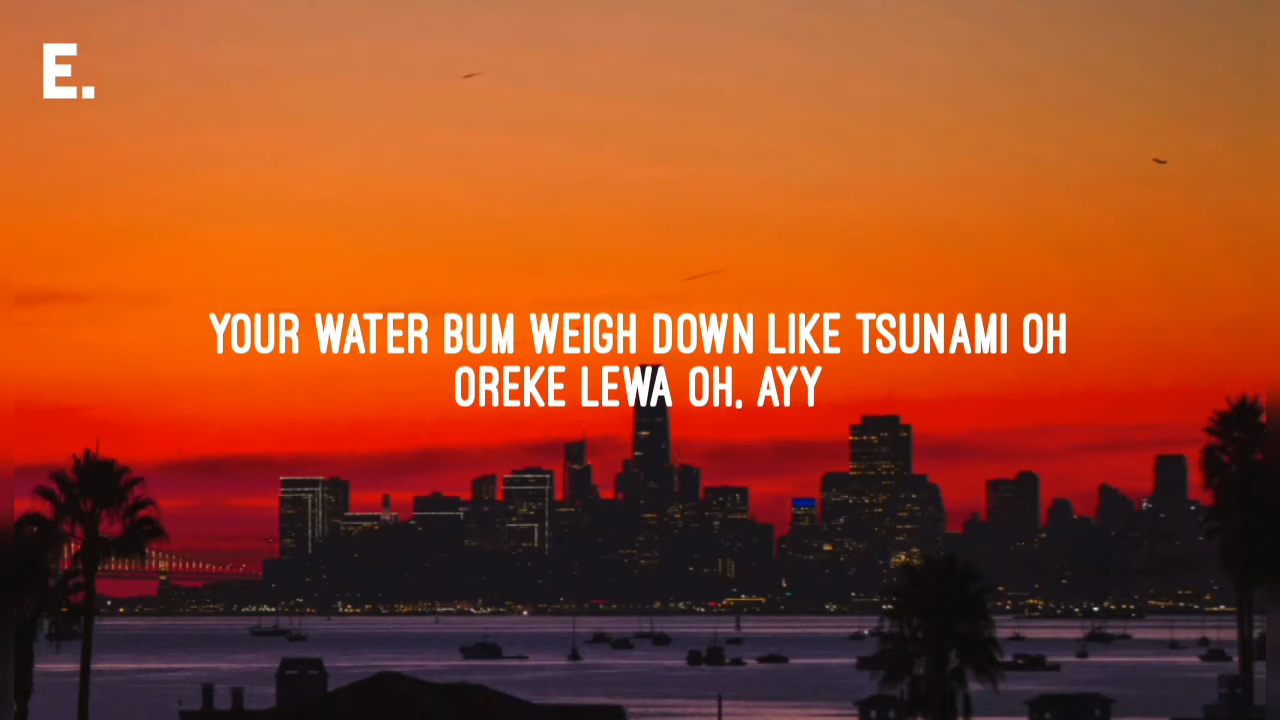 E.
YOUR WATER BUM WEIGH DOWN LIKE TSUNAMI OH
OREKE LEWA OH, AYY